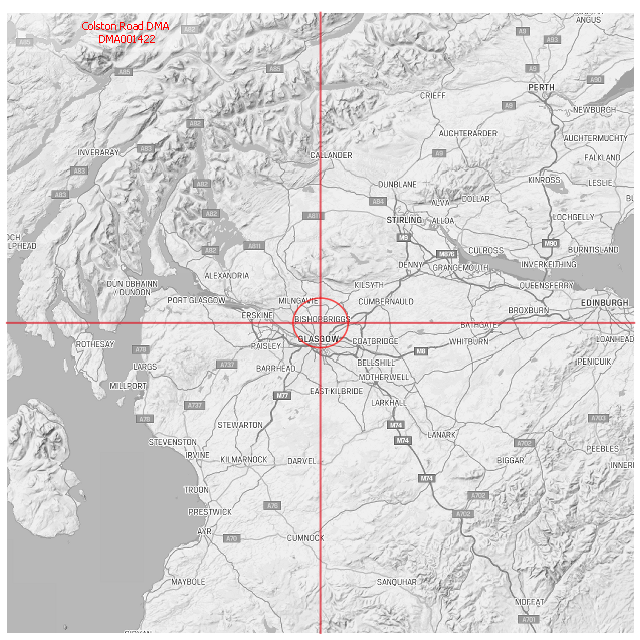 Colston Road DMA
DMA001422
A82
A85
A85
A85
ANGUS
A9
A93
A9
A90
PERTH
CRIEFF
A9
NEWBURGH
A82
AUCHTERARDER
AUCHTERMUCHTY
INVERARAY
A83
CALLANDER
A9
FALKLAND
A83
KINROSS
LESLIE
A83
A82
DUNBLANE
A84
ALVA
DOLLAR
A82
A811
STIRLING
ALLOA
LOCHGELLY
M9
A82
A811
M876
CULROSS
M90
BURNTISLAND
LPHEAD
DENNY
GRANGEMOUTH
INVERKEITHING
ALEXANDRIA
DUN OBHAINN
/ DUNOON
KILSYTH
QUEENSFERRY
PORT GLASGOW
MILNGAVIE
CUMBERNAULD
EDINBURGH
ERSKINE
BISHOPBRIGGS
BROXBURN
BATHGATE
GLASGOW
COATBRIDGE
WHITBURN
LOANHEAD
ROTHESAY
A78
PAISLEY
M8
LARGS
A737
BARRHEAD
BELLSHILL
PENICUIK
MOTHERWELL
MILLPORT
M77
EAST KILBRIDE
LARKHALL
A737
A78
STEWARTON
M74
A703
LANARK
M74
A702
STEVENSTON
IRVINE
PEEBLES
KILMARNOCK
DARVEL
BIGGAR
INNERL
M74
TROON
A702
PRESTWICK
A76
A702
AYR
A70
CUMNOCK
MAYBOLE
SANQUHAR
MOFFAT
A701
GIRVAN